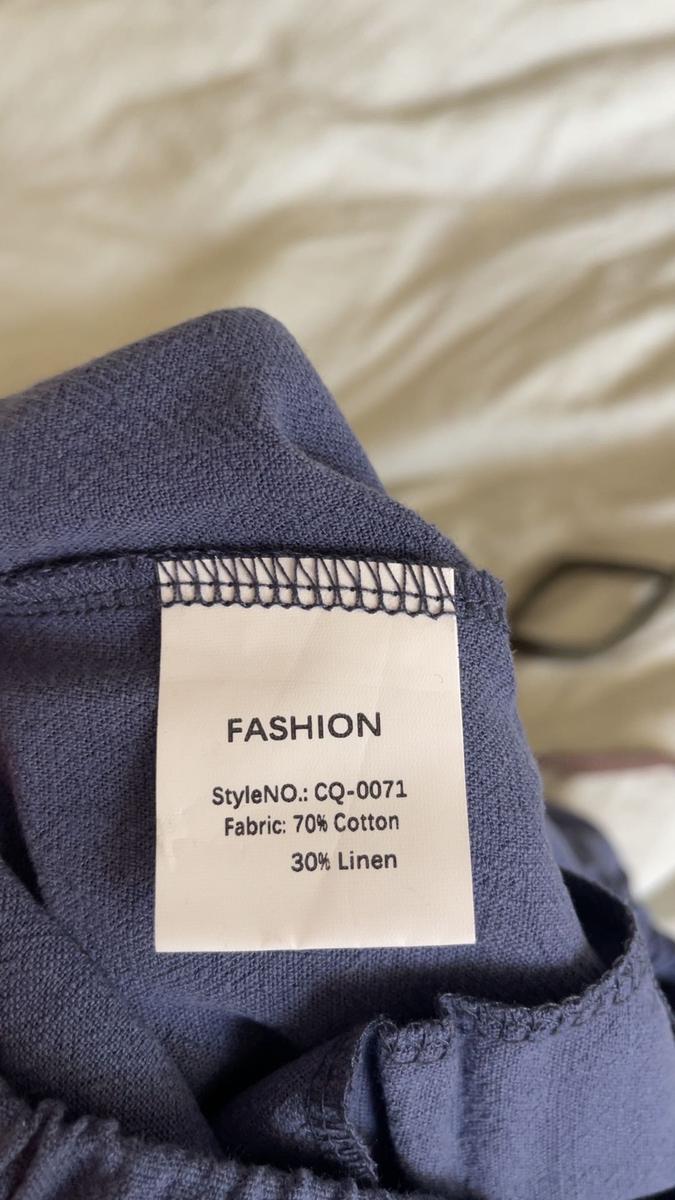 FASHION
StyleNO.: CQ-0071
Fabric: 70% Cotton
30% Linen